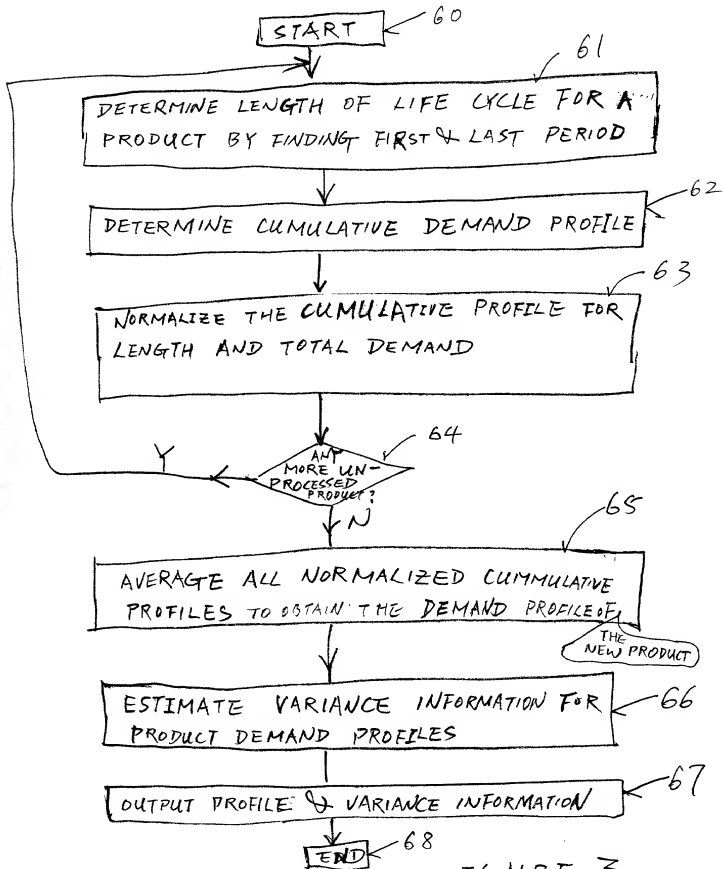 START
60
61
DETERMINE LENGTH OF LIFE CYCLE FOR A
PRODUCT BY FINDING FIRST & LAST PERIOD
62
DETERMINE CUMULATIVE DEMAND PROFILE
63
NORMALIZE THE CUMULATIVE PROFILE FOR
LENGTH AND TOTAL DEMAND
64
ANY
MORE UN-
PROCESSED
PRODUCT?
Y
N
65
AVERAGE ALL NORMALIZED CUMMULATIVE
PROFILES TO OBTAIN THE DEMAND PROFILE OF
THE
NEW PRODUCT
ESTIMATE VARIANCE INFORMATION FOR
PRODUCT DEMAND PROFILES
66
OUTPUT PROFILE & VARIANCE INFORMATION
67
END
68